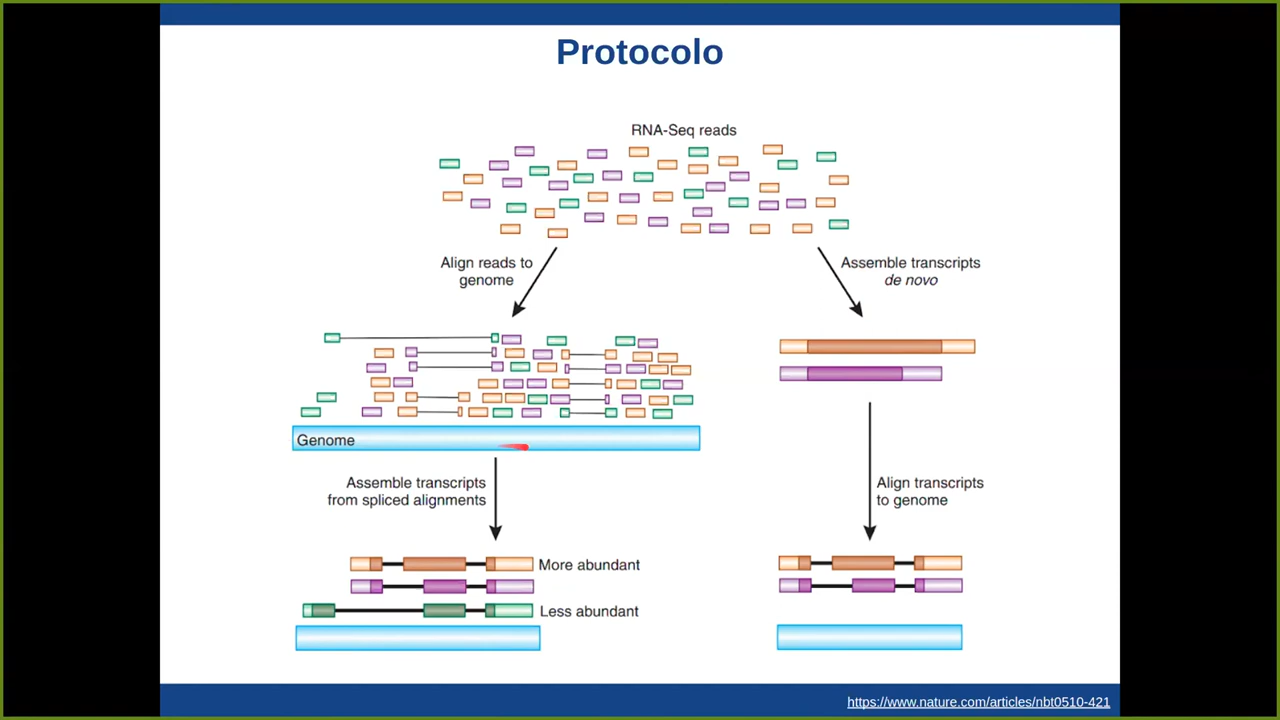 Protocolo
RNA-Seq reads
Align reads to
genome
Assemble transcripts
de novo
Genome
Assemble transcripts
from spliced alignments
Align transcripts
to genome
More abundant
Less abundant
https://www.nature.com/articles/nbt0510-421